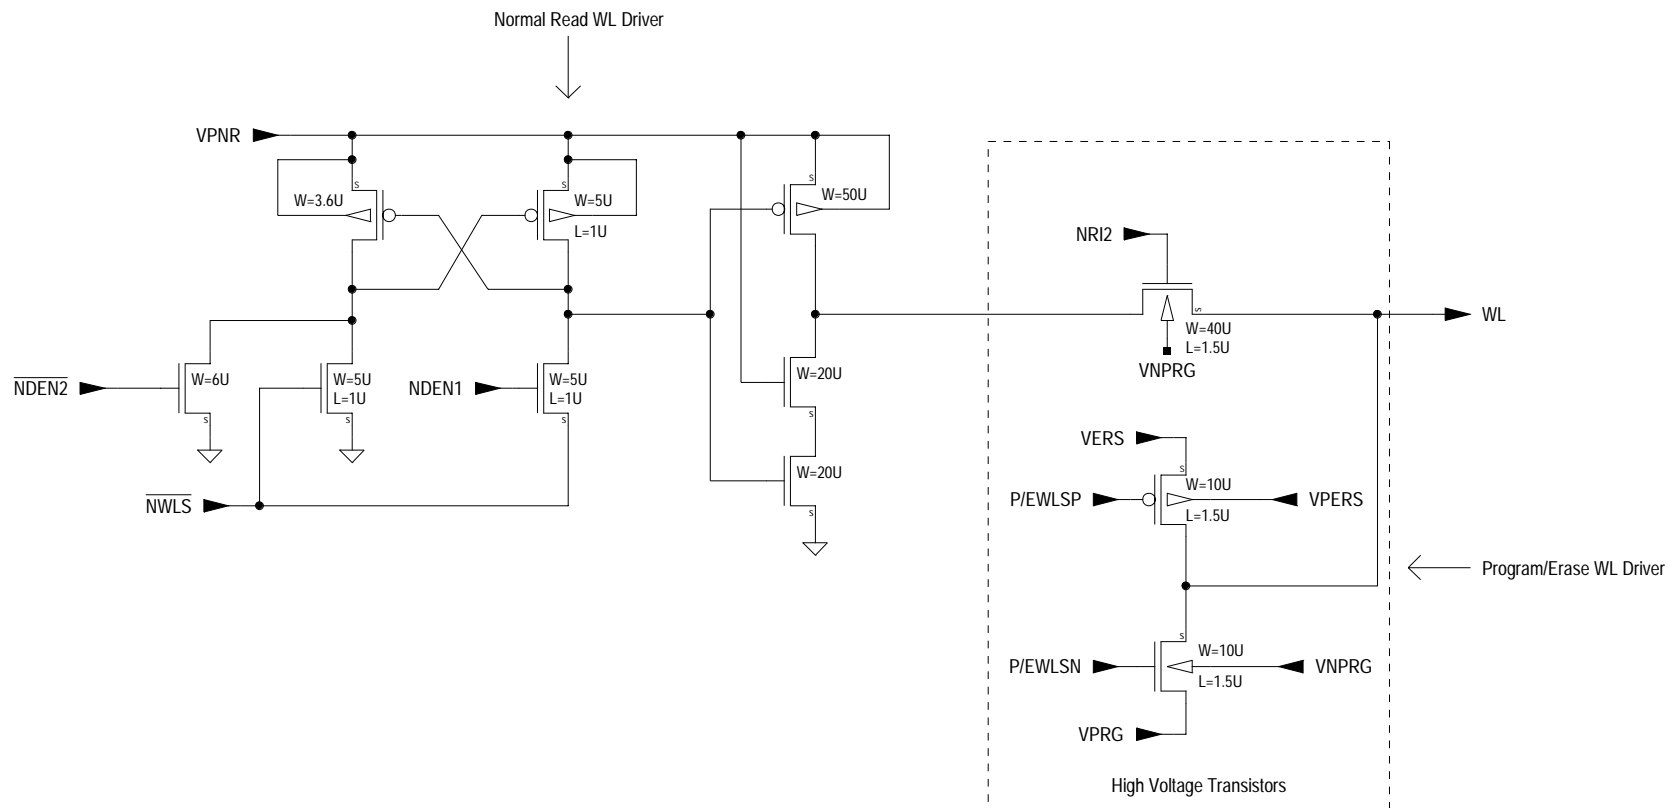 Normal Read WL Driver
VPNR
s
W=3.6U
s
W=5U
L=1U
s
W=50U
NRI2
s
W=40U
L=1.5U
VNPRG
WL
NDEN2
W=6U
s
W=5U
L=1U
s
NDEN1
W=5U
L=1U
s
W=20U
s
W=20U
s
NWLS
VERS
s
P/EWLSP
W=10U
L=1.5U
VPERS
Program/Erase WL Driver
s
P/EWLSN
W=10U
L=1.5U
VNPRG
VPRG
High Voltage Transistors